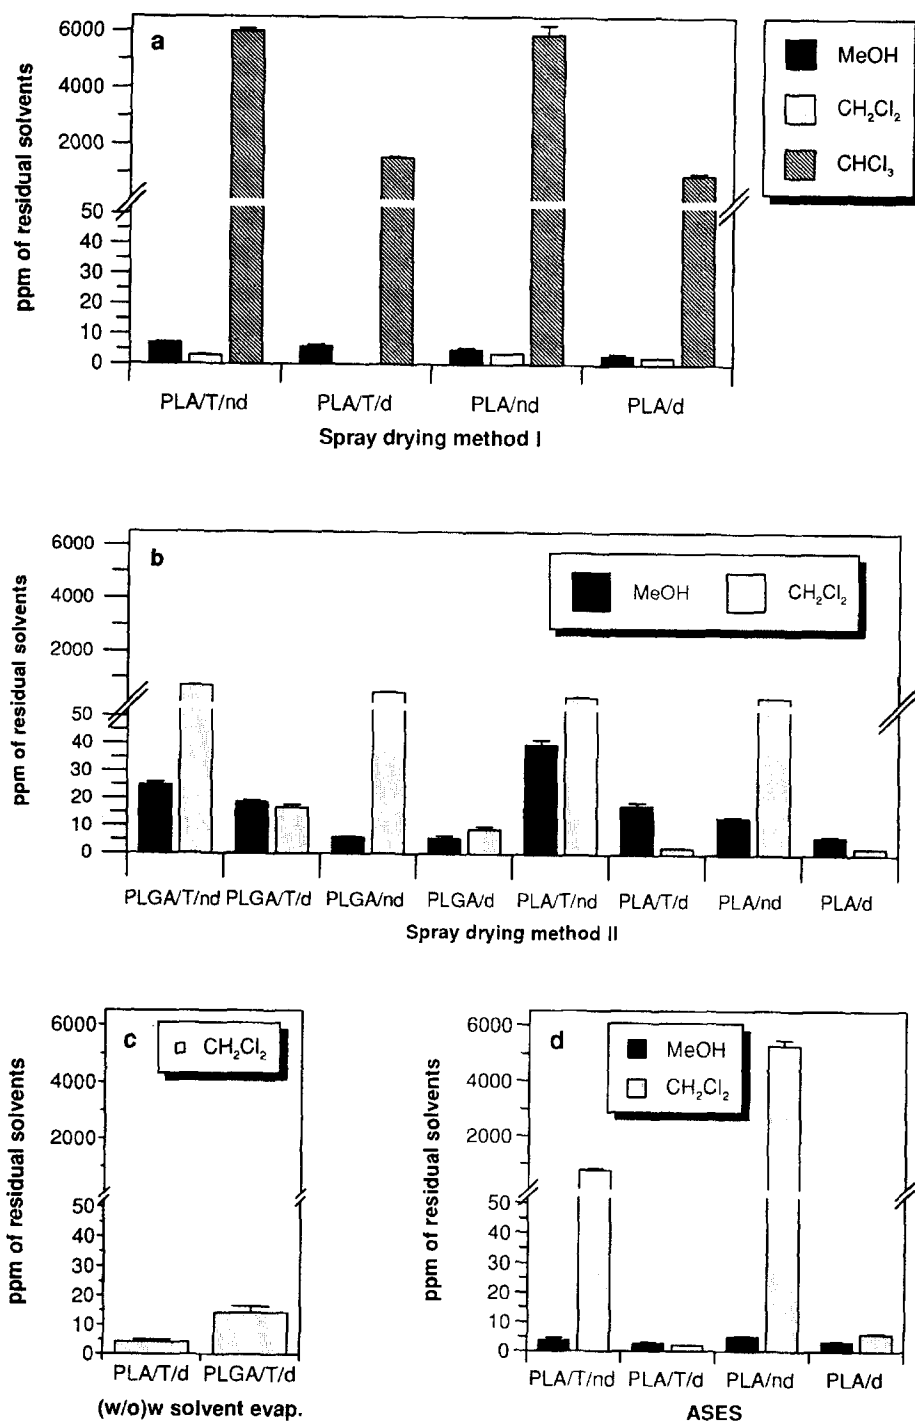 a
6000
4000
2000
50
40
30
20
10
0
ppm of residual solvents
MeOH
CH₂Cl₂
CHCl₃
PLA/T/nd PLA/T/d PLA/nd PLA/d
Spray drying method I
b
6000
4000
2000
50
40
30
20
10
0
ppm of residual solvents
MeOH CH₂Cl₂
PLGA/T/nd PLGA/T/d PLGA/nd PLGA/d PLA/T/nd PLA/T/d PLA/nd PLA/d
Spray drying method II
c
6000
4000
2000
50
40
30
20
10
0
ppm of residual solvents
CH₂Cl₂
PLA/T/d PLGA/T/d
(w/o)w solvent evap.
d
6000
4000
2000
50
40
30
20
10
0
ppm of residual solvents
MeOH
CH₂Cl₂
PLA/T/nd PLA/T/d PLA/nd PLA/d
ASES